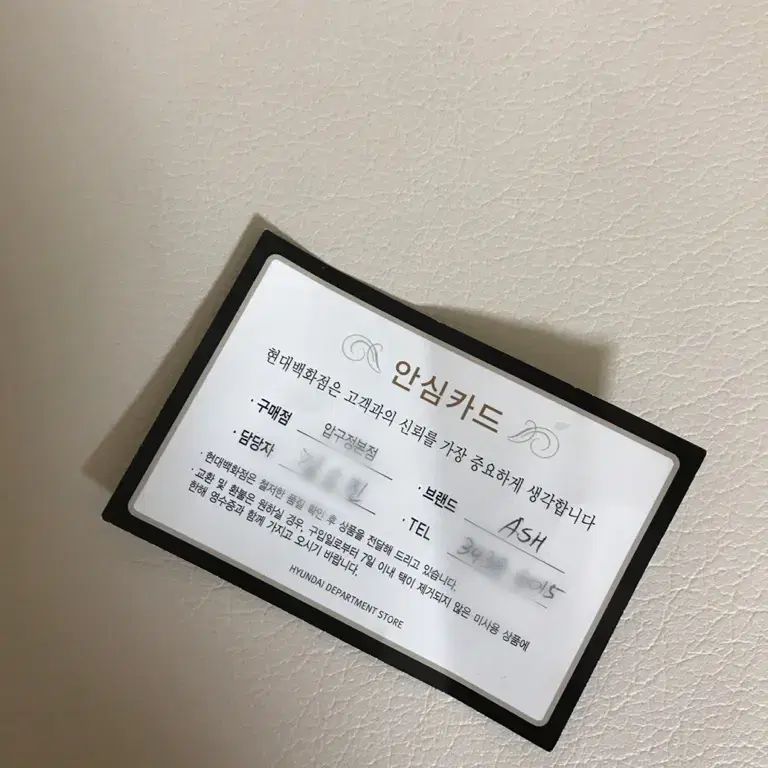 안심카드
현대백화점은 고객과의 신뢰를 가장 중요하게 생각합니다
· 구매점 압구정본점
· 브랜드 ASH
· 담당자
· TEL
· 현대백화점은 철저한 품질 확인 후 상품을 전달해 드리고 있습니다.
· 교환 및 환불은 원하실 경우, 구입일로부터 7일 이내 택이 제거되지 않은 미사용 상품에
한해 영수증과 함께 가지고 오시기 바랍니다.
HYUNDAI DEPARTMENT STORE